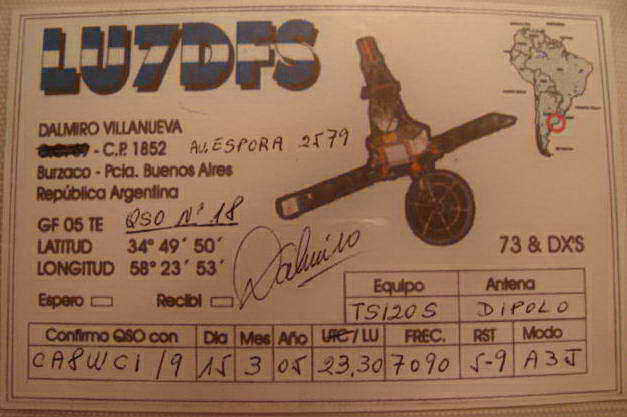 LU7DFS
DALMIRO VILLANUEVA
- C.P. 1852 AV. ESPORA 2579
Burzaco - Pcia. Buenos Aires
República Argentina
GF 05 TE QSO Nº 18
LATITUD 34° 49´ 50´
LONGITUD 58° 23´ 53´
Dalmiro
73 & DX'S
Espero Recibi
Equipo Antena
TS120S DIPOLO
Confirmo QSO con Dia Mes Año UTC / LU FREC. RST Modo
CA8WCI/9 15 3 05 23.30 7090 5-9 A3J